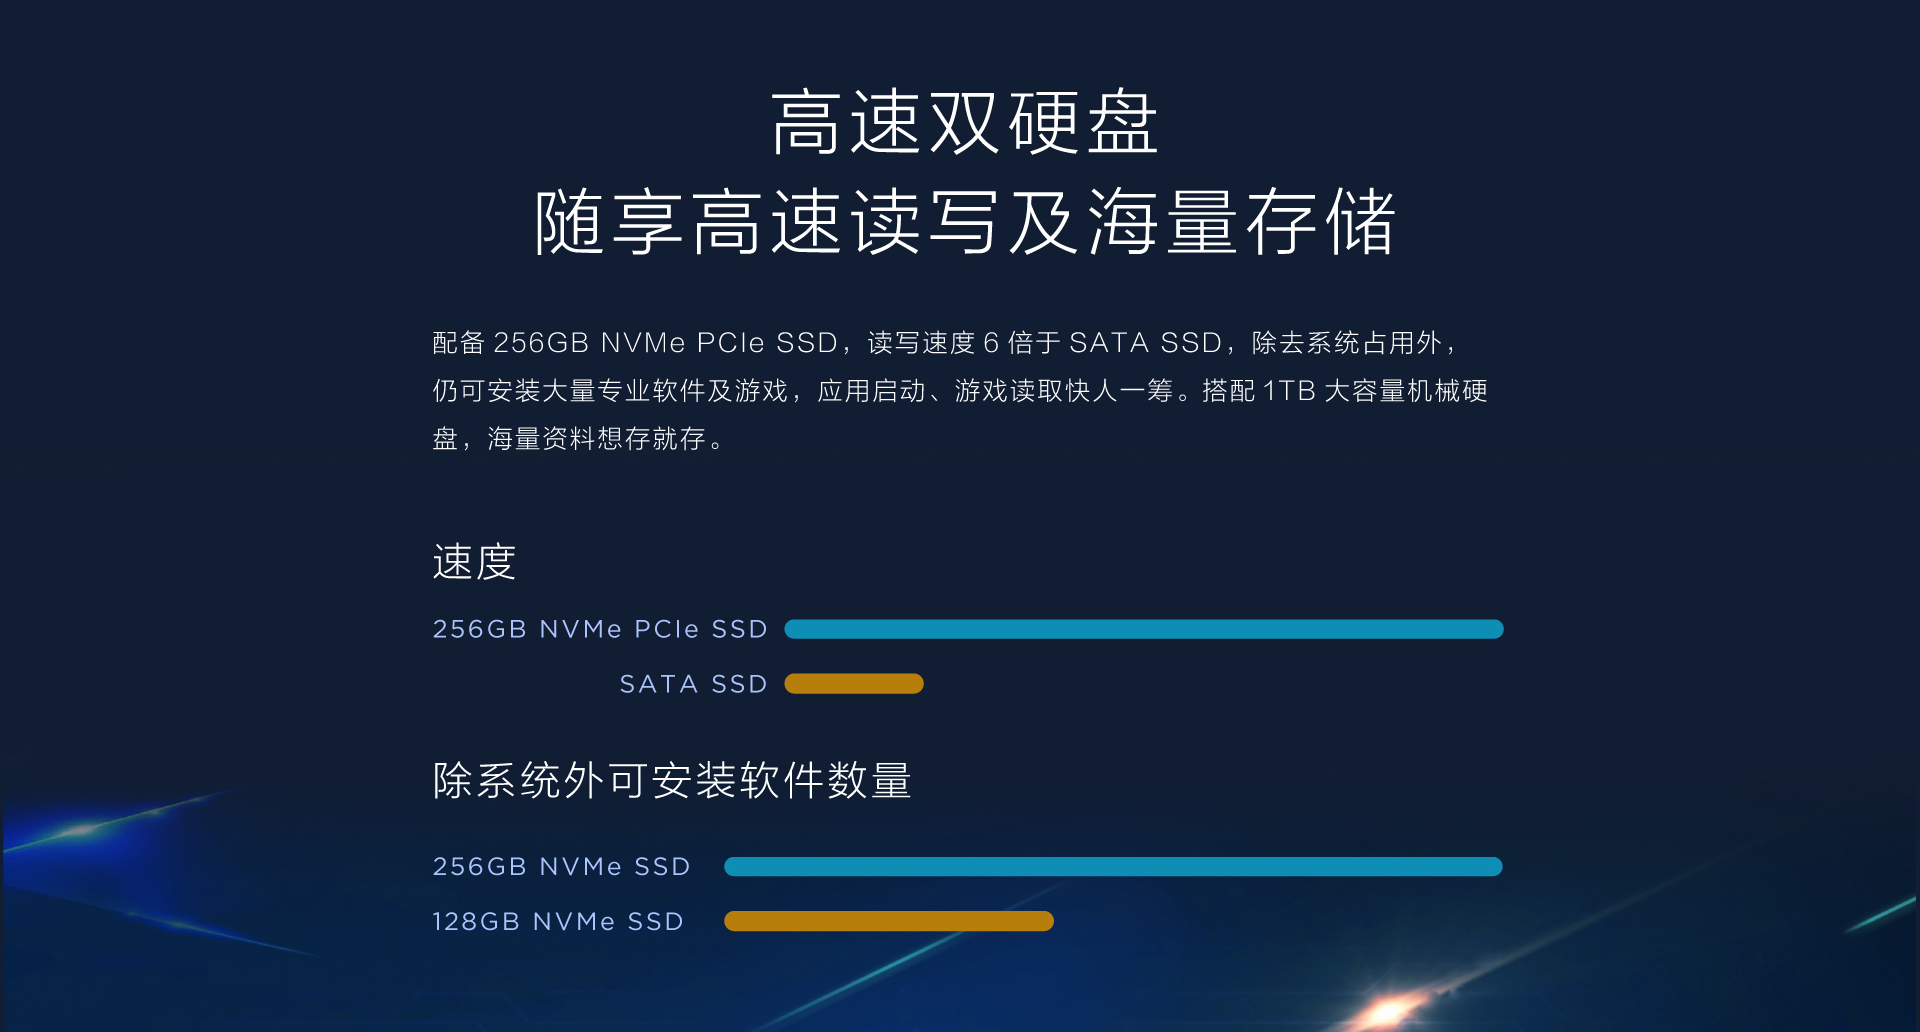 高速双硬盘
随享高速读写及海量存储
配备 256GB NVMe PCIe SSD，读写速度 6 倍于 SATA SSD，除去系统占用外，
仍可安装大量专业软件及游戏，应用启动、游戏读取快人一筹。搭配 1TB 大容量机械硬
盘，海量资料想存就存。
速度
256GB NVMe PCIe SSD
SATA SSD
除系统外可安装软件数量
256GB NVMe SSD
128GB NVMe SSD